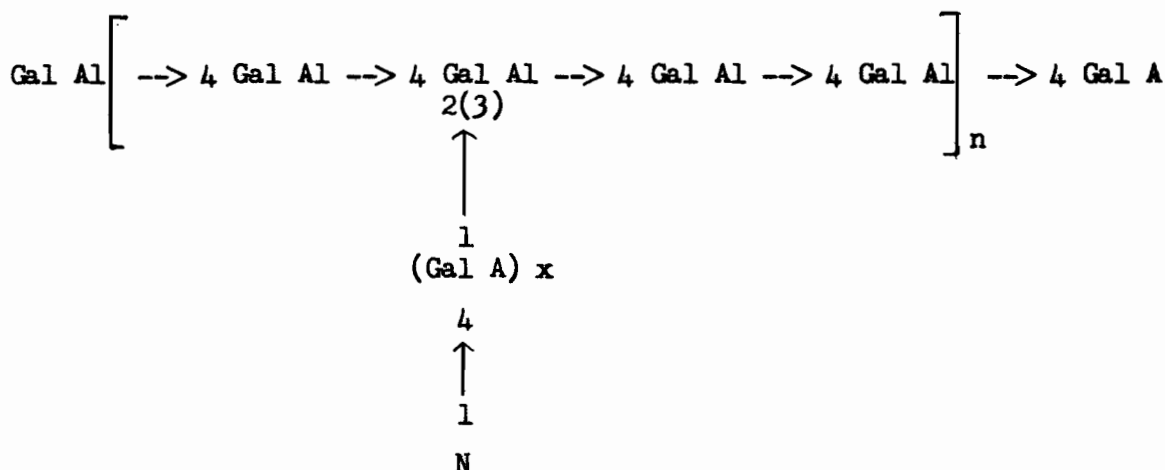 Gal Al[ --> 4 Gal Al --> 4 Gal Al --> 4 Gal Al --> 4 Gal Al]n --> 4 Gal A
2(3)
↑
1
(Gal A) x
4
↑
1
N